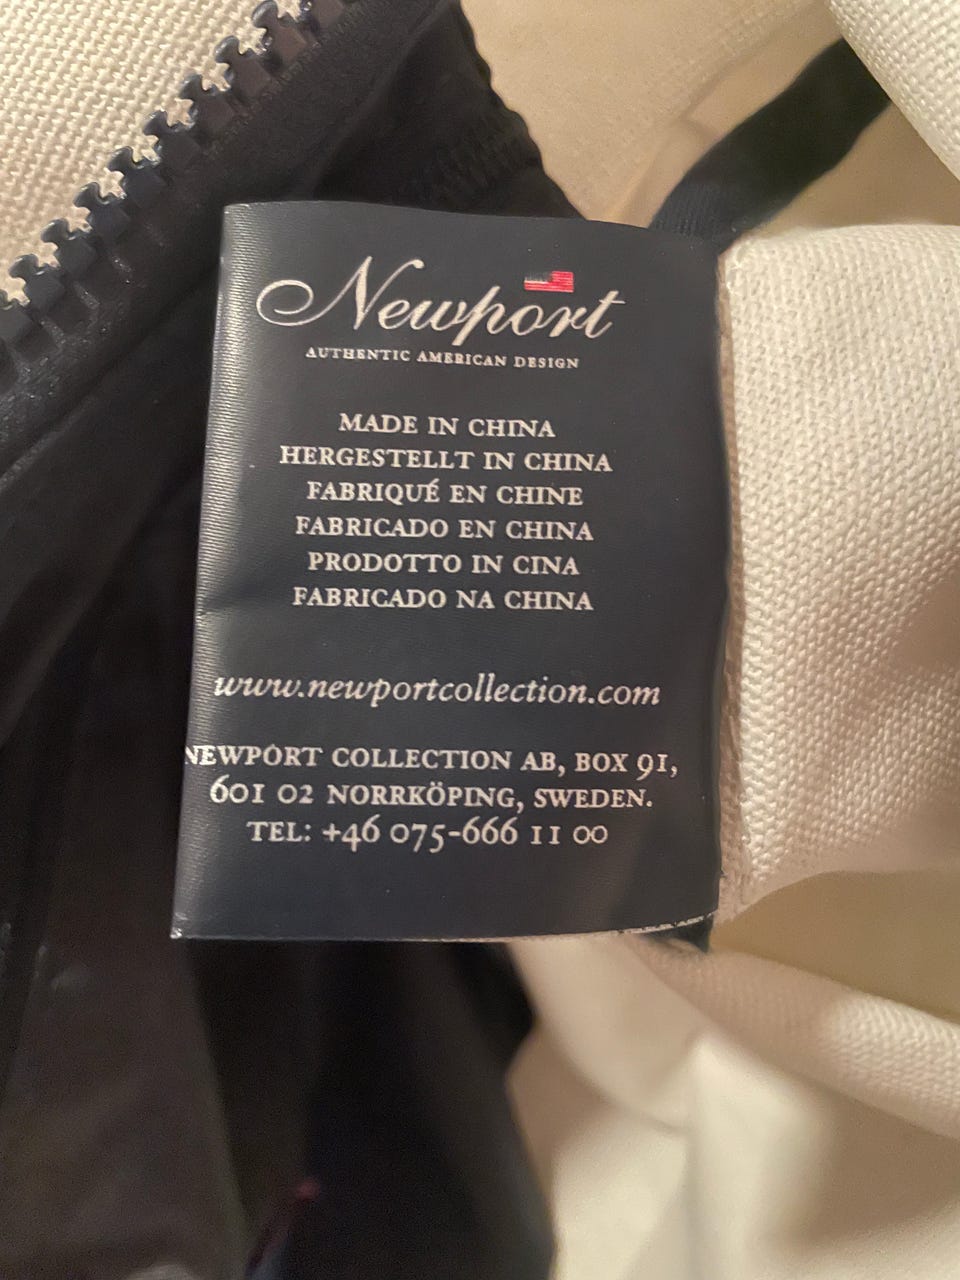 Newport
AUTHENTIC AMERICAN DESIGN
MADE IN CHINA
HERGESTELLT IN CHINA
FABRIQUÉ EN CHINE
FABRICADO EN CHINA
PRODOTTO IN CINA
FABRICADO NA CHINA
www.newportcollection.com
NEWPORT COLLECTION AB, BOX 91,
601 02 NORRKÖPING, SWEDEN.
TEL: +46 075-666 11 00